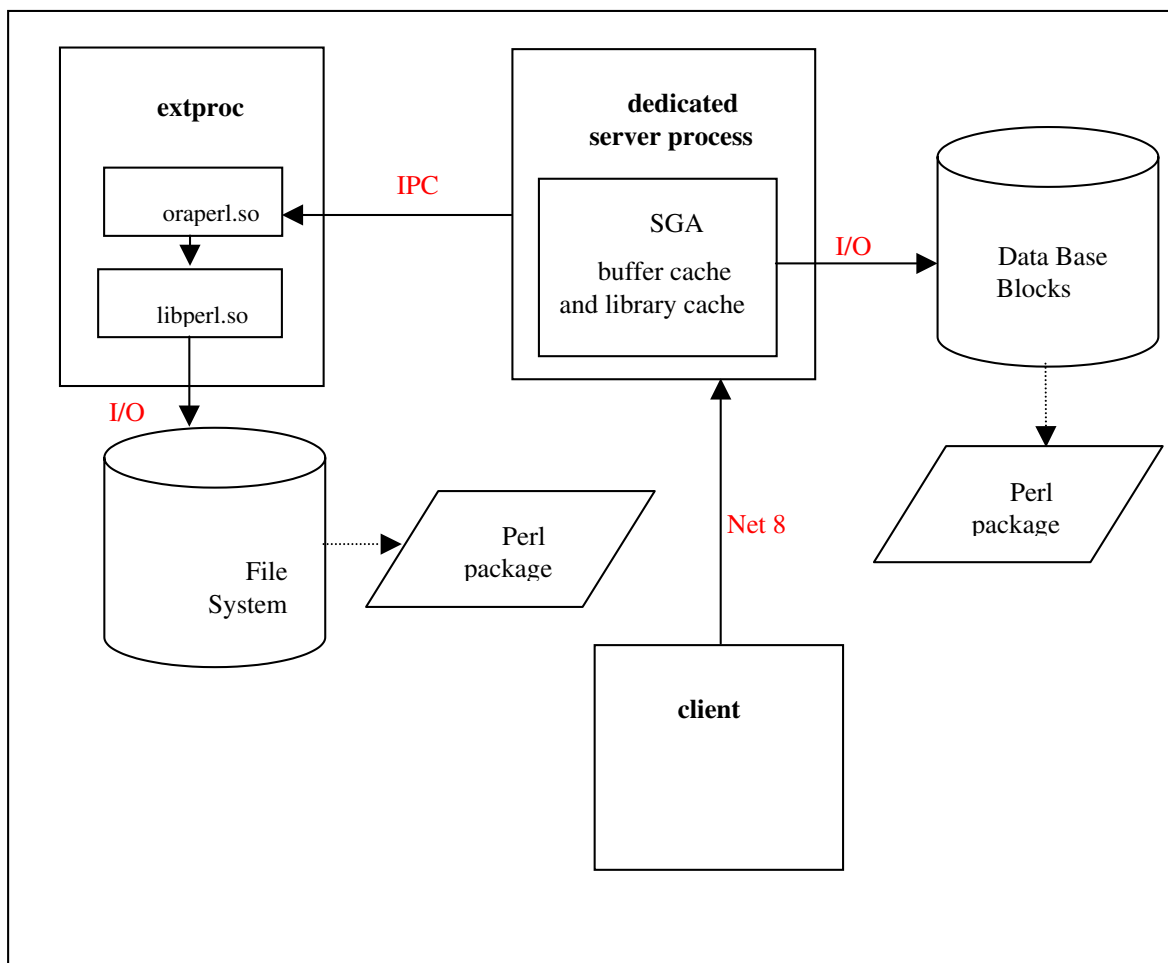 extproc
oraperl.so
libperl.so
I/O
File
System
Perl
package
IPC
dedicated
server process
SGA
buffer cache
and library cache
I/O
Data Base
Blocks
Perl
package
Net 8
client